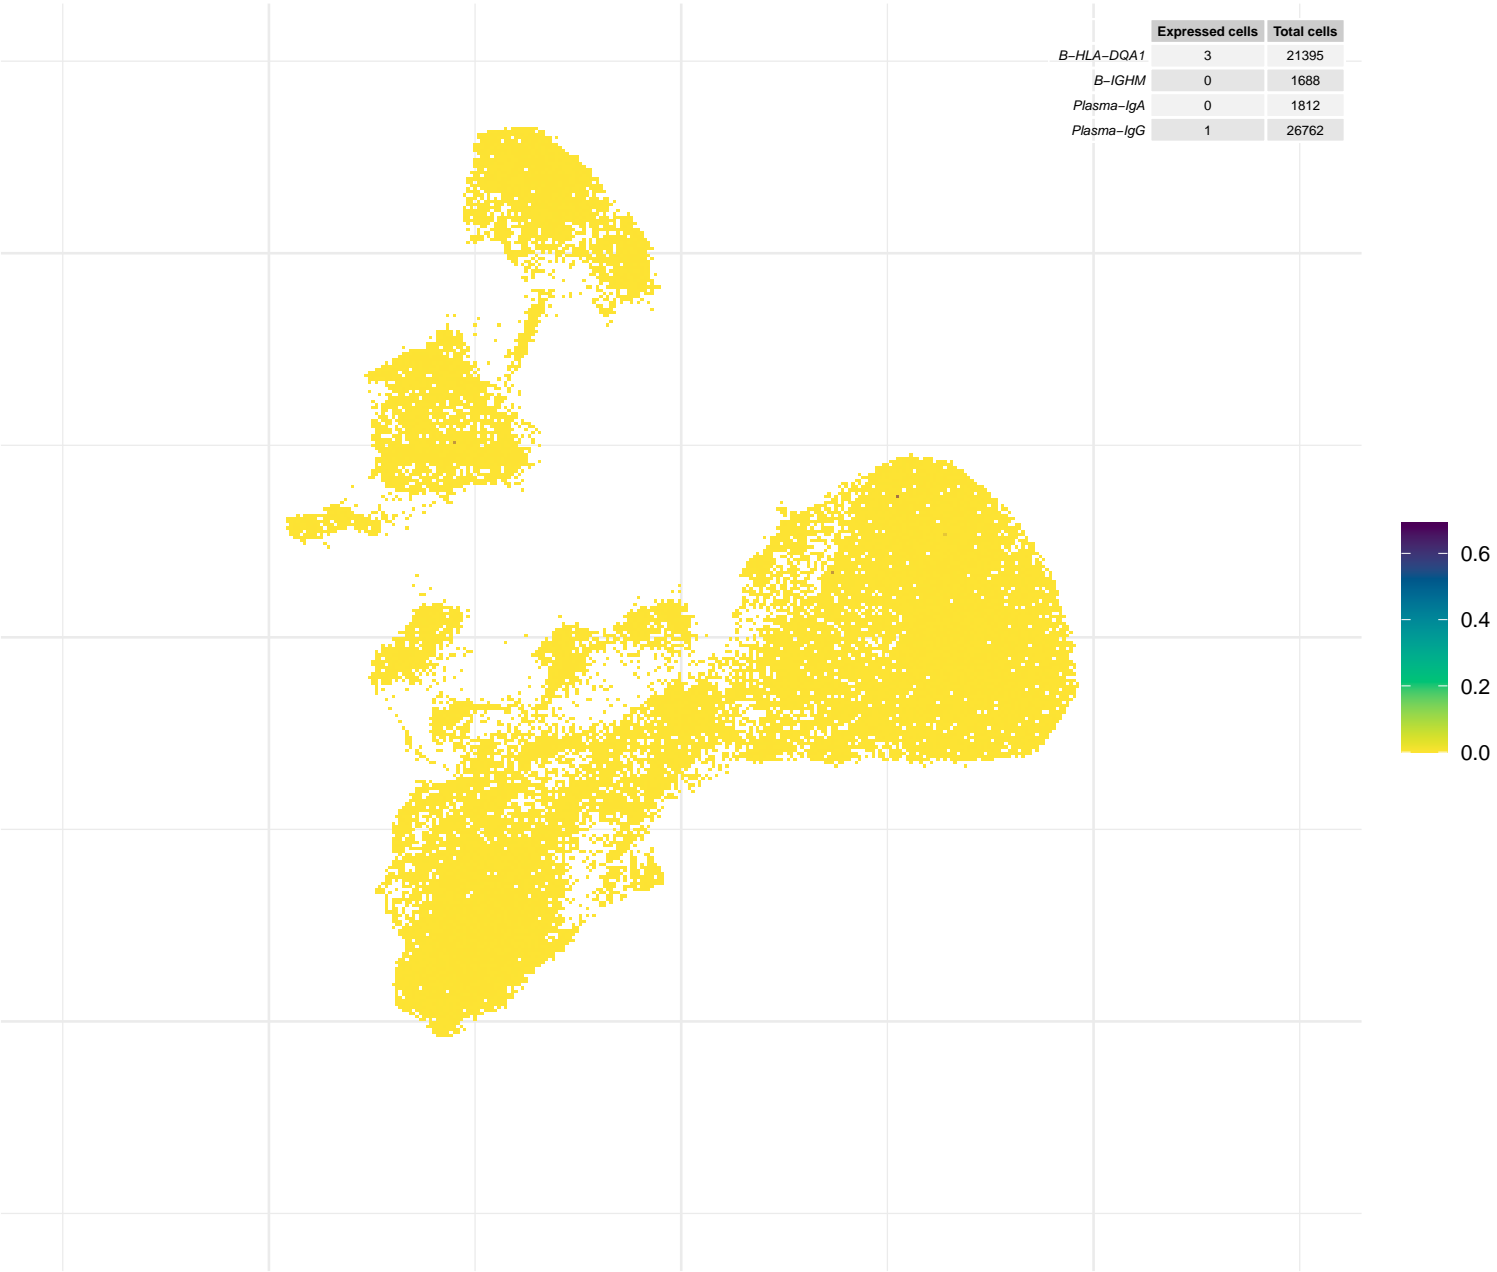 Expressed cells Total cells
B−HLA−DQA1 3 21395
B−IGHM 0 1688
Plasma−IgA 0 1812
Plasma−IgG 1 26762
0.6
0.4
0.2
0.0